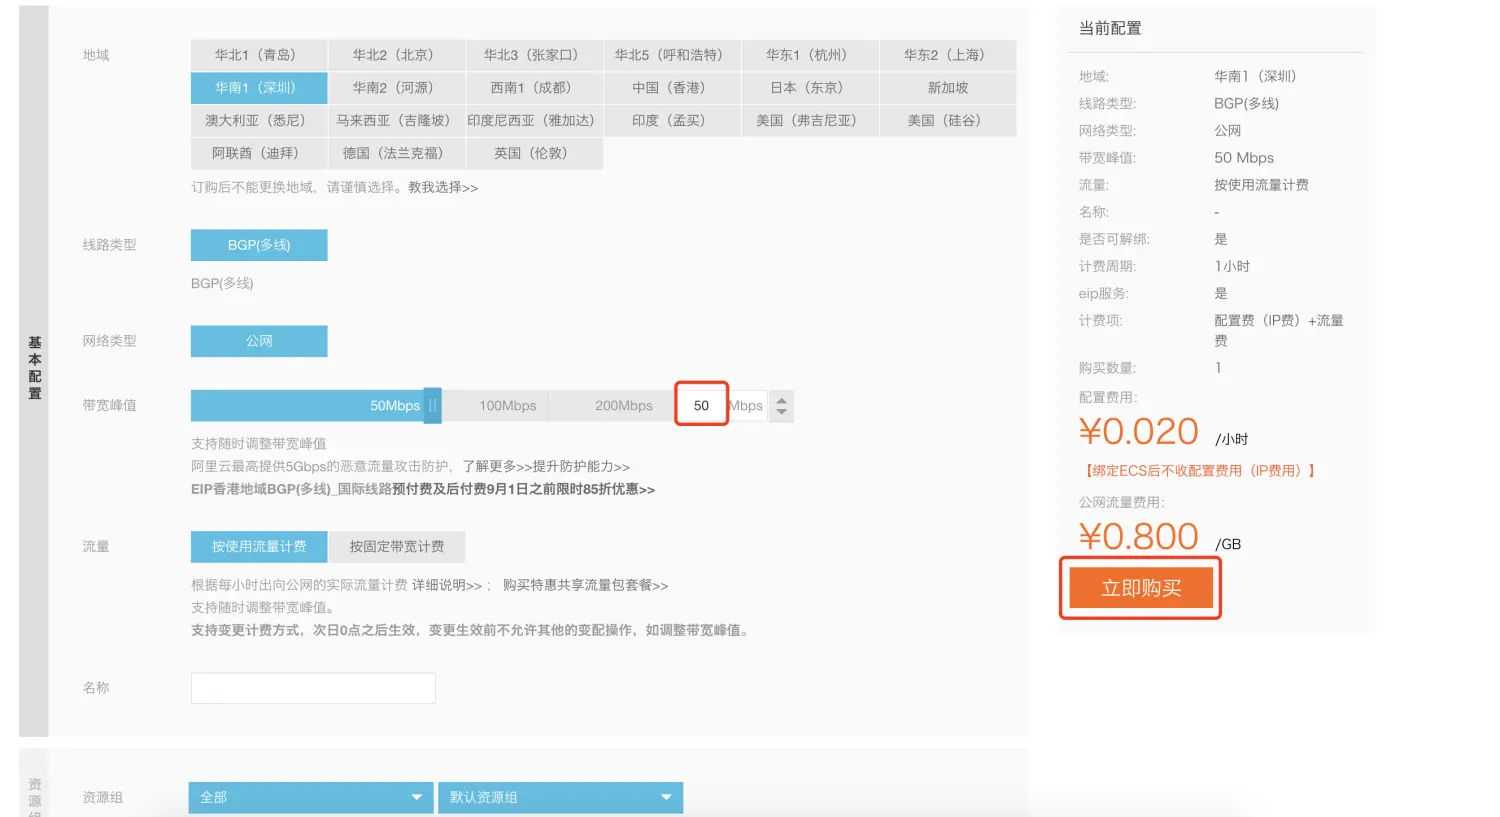 基本配置
地域
华北1（青岛） 华北2（北京） 华北3（张家口） 华北5（呼和浩特） 华东1（杭州） 华东2（上海）
华南1（深圳） 华南2（河源） 西南1（成都） 中国（香港） 日本（东京） 新加坡
澳大利亚（悉尼） 马来西亚（吉隆坡） 印度尼西亚（雅加达） 印度（孟买） 美国（弗吉尼亚） 美国（硅谷）
阿联酋（迪拜） 德国（法兰克福） 英国（伦敦）
订购后不能更换地域，请谨慎选择。教我选择>>
线路类型 BGP(多线)
BGP(多线)
网络类型 公网
带宽峰值 50Mbps 100Mbps 200Mbps 50 Mbps
支持随时调整带宽峰值
阿里云最高提供5Gbps的恶意流量攻击防护，了解更多>>提升防护能力>>
EIP香港地域BGP(多线)_国际线路预付费及后付费9月1日之前限时85折优惠>>
流量 按使用流量计费 按固定带宽计费
根据每小时出向公网的实际流量计费 详细说明>>； 购买特惠共享流量包套餐>>
支持随时调整带宽峰值。
支持变更计费方式，次日0点之后生效，变更生效前不允许其他的变配操作，如调整带宽峰值。
名称
资源
资源组 全部 默认资源组
当前配置
地域: 华南1（深圳）
线路类型: BGP(多线)
网络类型: 公网
带宽峰值: 50 Mbps
流量: 按使用流量计费
名称: -
是否可解绑: 是
计费周期: 1小时
eip服务: 是
计费项: 配置费（IP费）+流量
费
购买数量: 1
配置费用:
¥0.020 /小时
【绑定ECS后不收配置费用（IP费用）】
公网流量费用:
¥0.800 /GB
立即购买